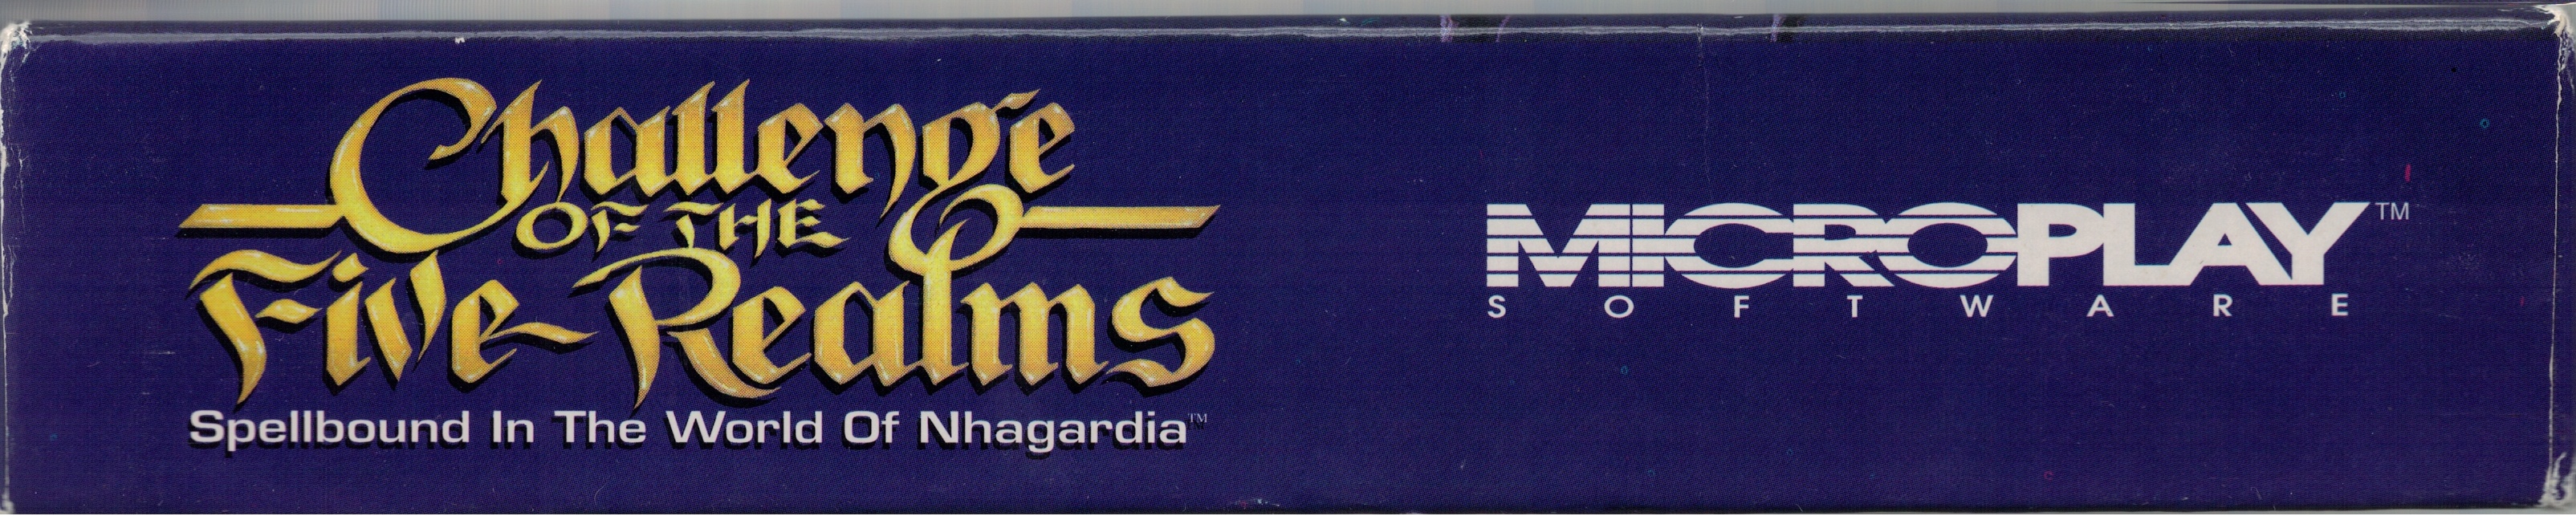 Challenge
OF THE
Five Realms
Spellbound In The World Of Nhagardia™
MICROPLAY™
SOFTWARE